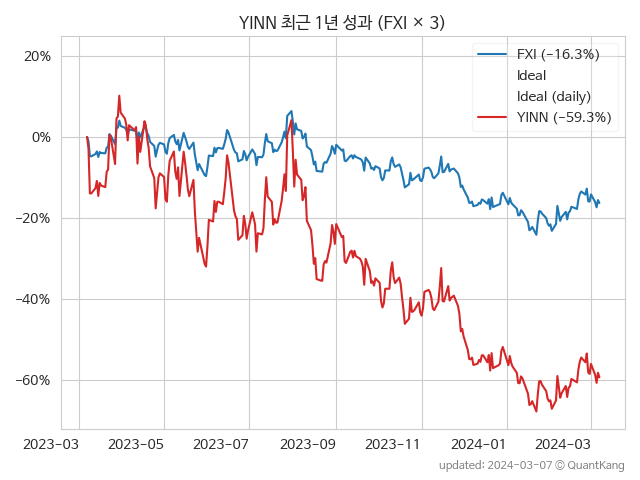 YINN 최근 1년 성과 (FXI × 3)
FXI (−16.3%)
Ideal
Ideal (daily)
YINN (−59.3%)
20%
0%
−20%
−40%
−60%
2023−03
2023−05
2023−07
2023−09
2023−11
2024−01
2024−03
updated: 2024−03−07 © QuantKang